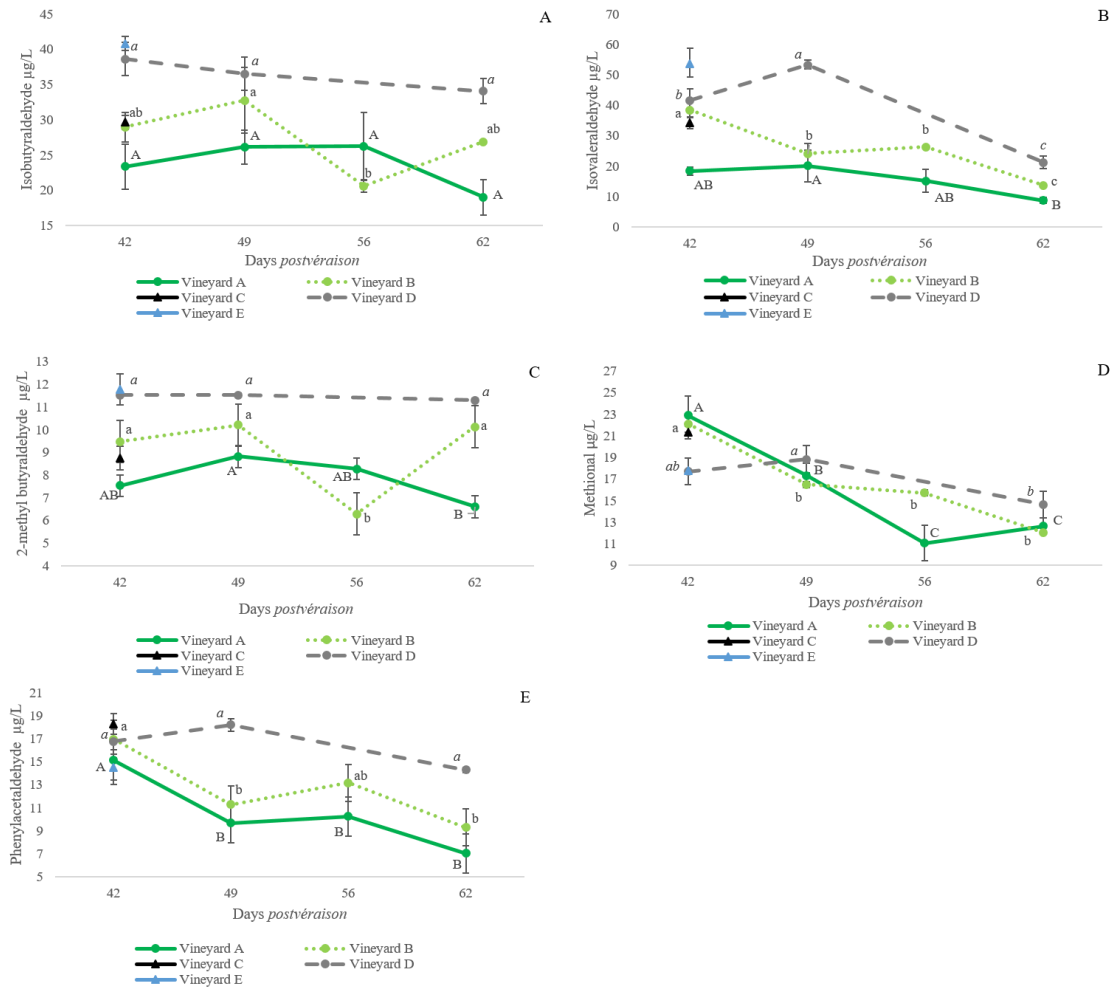 A
Isobutyraldehyde µg/L
45
40
35
30
25
20
15
a
a
a
ab
a
A
A
A
b
ab
A
42 49 56 62
Days postvéraison
Vineyard A Vineyard B
Vineyard C Vineyard D
Vineyard E
B
Isovaleraldehyde µg/L
70
60
50
40
30
20
10
0
a
b
a
b
b
c
AB
A
AB
c
B
42 49 56 62
Days postvéraison
Vineyard A Vineyard B
Vineyard C Vineyard D
Vineyard E
C
2-methyl butyraldehyde µg/L
13
12
11
10
9
8
7
6
5
4
a
a
a
a
a
a
AB
A
AB
b
B
42 49 56 62
Days postvéraison
Vineyard A Vineyard B
Vineyard C Vineyard D
Vineyard E
D
Methional µg/L
27
25
23
21
19
17
15
13
11
9
A
a
ab
a
B
b
b
b
C
C
b
42 49 56 62
Days postvéraison
Vineyard A Vineyard B
Vineyard C Vineyard D
Vineyard E
E
Phenylacetaldehyde µg/L
21
19
17
15
13
11
9
7
5
a
a
a
A
a
b
ab
b
B
B
B
42 49 56 62
Days postvéraison
Vineyard A Vineyard B
Vineyard C Vineyard D
Vineyard E